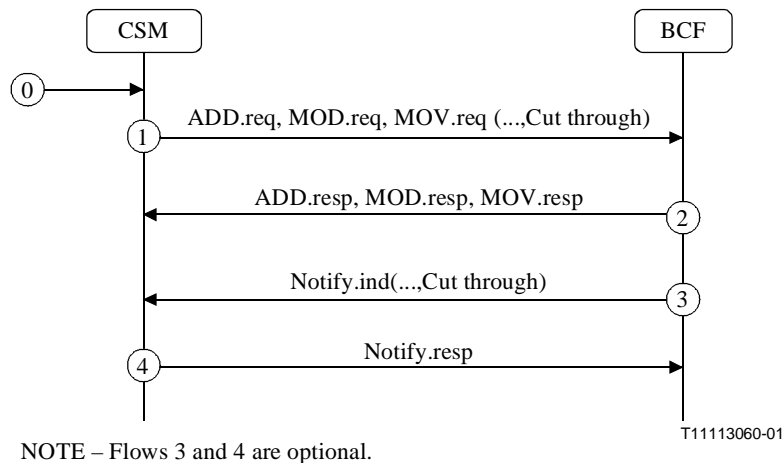 CSM
BCF
0
ADD.req, MOD.req, MOV.req (...,Cut through)
1
ADD.resp, MOD.resp, MOV.resp
2
Notify.ind(...,Cut through)
3
Notify.resp
4
T11113060-01
NOTE – Flows 3 and 4 are optional.